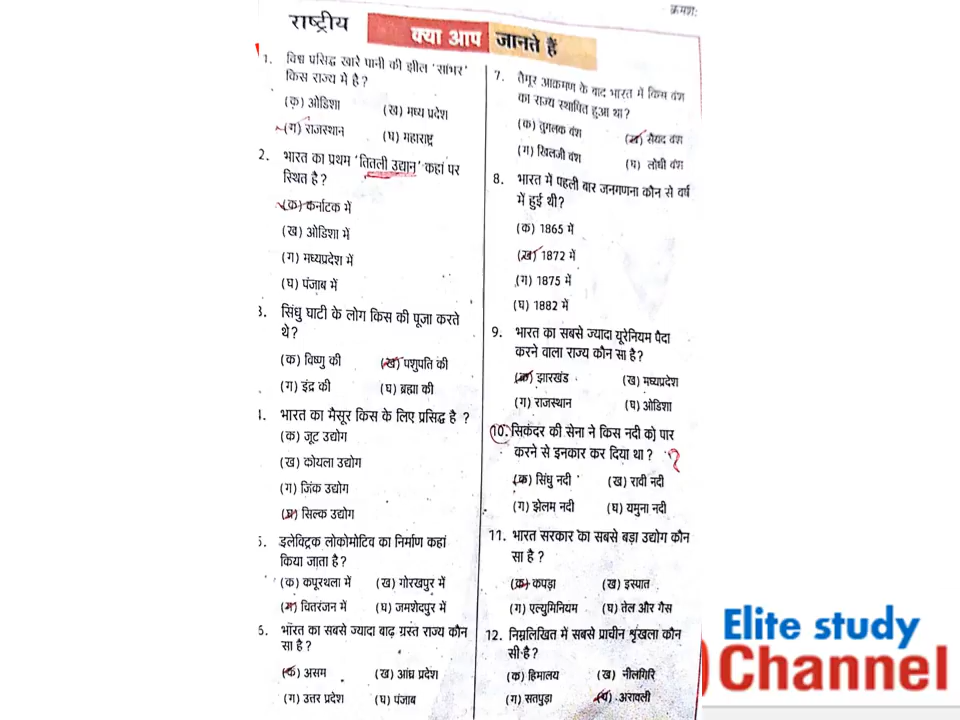 क्रमशः
राष्ट्रीय
क्या आप जानते हैं
1. विश्व प्रसिद्ध खारे पानी की झील 'सांभर'
किस राज्य में है?
(क) ओडिशा (ख) मध्य प्रदेश
(ग) राजस्थान (घ) महाराष्ट्र
2. भारत का प्रथम 'तितली उद्यान' कहां पर
स्थित है?
(क) कर्नाटक में
(ख) ओडिशा में
(ग) मध्यप्रदेश में
(घ) पंजाब में
3. सिंधु घाटी के लोग किस की पूजा करते
थे?
(क) विष्णु की (ख) पशुपति की
(ग) इंद्र की (घ) ब्रह्मा की
4. भारत का मैसूर किस के लिए प्रसिद्ध है ?
(क) जूट उद्योग
(ख) कोयला उद्योग
(ग) जिंक उद्योग
(घ) सिल्क उद्योग
5. इलेक्ट्रिक लोकोमोटिव का निर्माण कहां
किया जाता है?
(क) कपूरथला में (ख) गोरखपुर में
(ग) चितरंजन में (घ) जमशेदपुर में
6. भारत का सबसे ज्यादा बाढ़ ग्रस्त राज्य कौन
सा है?
(क) असम (ख) आंध्र प्रदेश
(ग) उत्तर प्रदेश (घ) पंजाब
7. तैमूर आक्रमण के बाद भारत में किस वंश
का राज्य स्थापित हुआ था?
(क) तुगलक वंश (ख) सैयद वंश
(ग) खिलजी वंश (घ) लोधी वंश
8. भारत में पहली बार जनगणना कौन से वर्ष
में हुई थी?
(क) 1865 में
(ख) 1872 में
(ग) 1875 में
(घ) 1882 में
9. भारत का सबसे ज्यादा यूरेनियम पैदा
करने वाला राज्य कौन सा है?
(क) झारखंड (ख) मध्यप्रदेश
(ग) राजस्थान (घ) ओडिशा
10. सिकंदर की सेना ने किस नदी को पार
करने से इनकार कर दिया था? ?
(क) सिंधु नदी (ख) रावी नदी
(ग) झेलम नदी (घ) यमुना नदी
11. भारत सरकार का सबसे बड़ा उद्योग कौन
सा है ?
(क) कपड़ा (ख) इस्पात
(ग) एल्युमिनियम (घ) तेल और गैस
12. निम्नलिखित में सबसे प्राचीन शृंखला कौन
सी है?
(क) हिमालय (ख) नीलगिरि
(ग) सतपुड़ा (घ) अरावली
Elite study
Channel